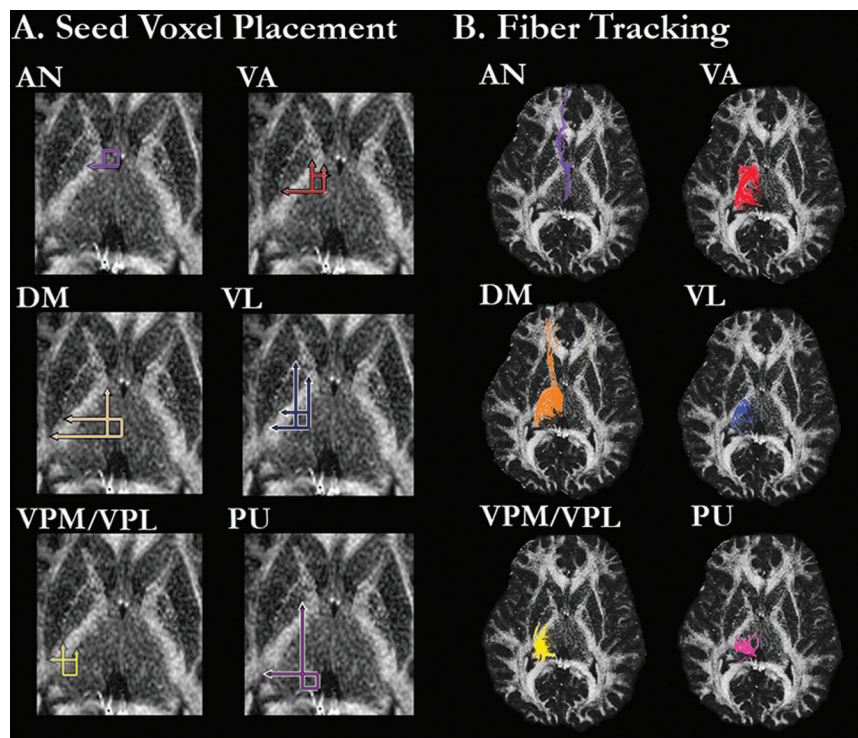 A. Seed Voxel Placement
B. Fiber Tracking
AN
VA
AN
VA
DM
VL
DM
VL
VPM/VPL
PU
VPM/VPL
PU